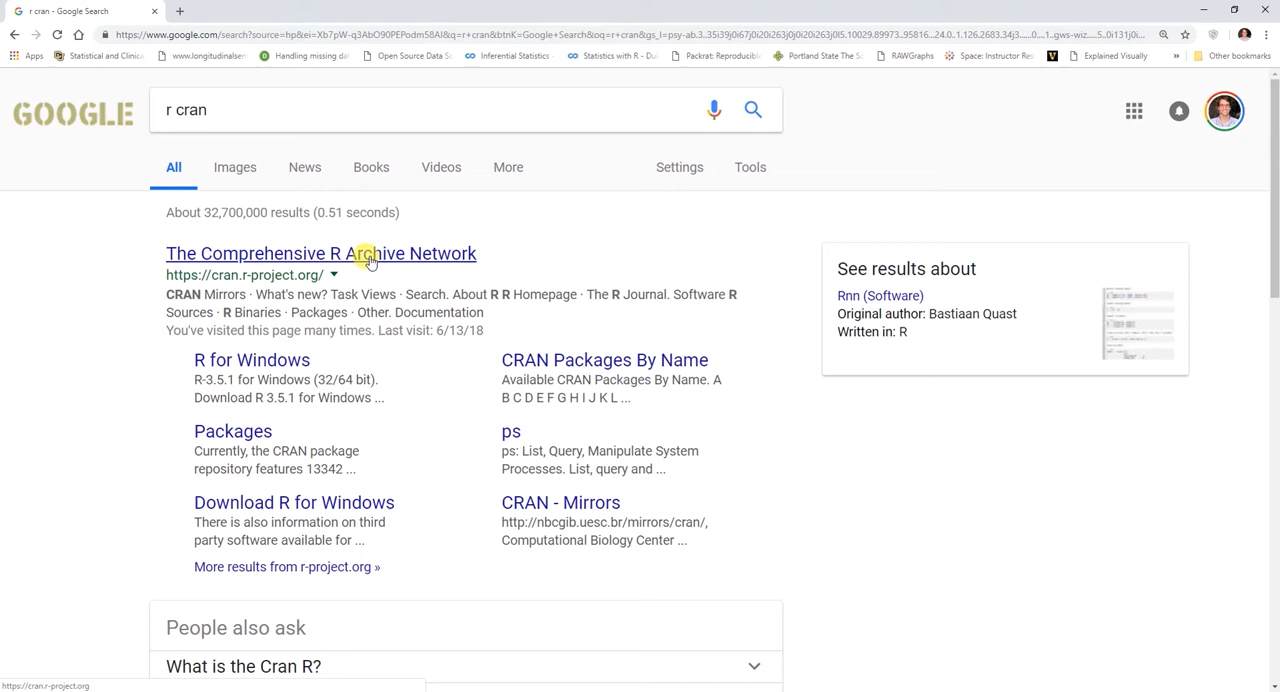 r cran - Google Search
https://www.google.com/search?source=hp&ei=Xb7pW-q3AbO90PEPodm58AI&q=r+cran&btnK=Google+Search&oq=r+cran&gs_l=psy-ab.3..35i39j0i67j0i20i263j0j0i20i263j0l5.10029.89973..95816...24.0..1.126.2683.34j3......0....1..gws-wiz.....0i131j0i...
Apps
Statistical and Clinica
www.longitudinalsem
Handling missing dat
Open Source Data Sc
Inferential Statistics -
Statistics with R - Du
Packrat: Reproducibl
Portland State The Sc
RAWGraphs
Space: Instructor Res
Explained Visually
»
Other bookmarks
GOOGLE
r cran
All Images News Books Videos More Settings Tools
About 32,700,000 results (0.51 seconds)
The Comprehensive R Archive Network
https://cran.r-project.org/
CRAN Mirrors · What's new? Task Views · Search. About R R Homepage · The R Journal. Software R
Sources · R Binaries · Packages · Other. Documentation
You've visited this page many times. Last visit: 6/13/18
R for Windows
R-3.5.1 for Windows (32/64 bit).
Download R 3.5.1 for Windows ...
CRAN Packages By Name
Available CRAN Packages By Name. A
B C D E F G H I J K L ...
Packages
Currently, the CRAN package
repository features 13342 ...
ps
ps: List, Query, Manipulate System
Processes. List, query and ...
Download R for Windows
There is also information on third
party software available for ...
CRAN - Mirrors
http://nbcgib.uesc.br/mirrors/cran/,
Computational Biology Center ...
More results from r-project.org »
See results about
Rnn (Software)
Original author: Bastiaan Quast
Written in: R
People also ask
What is the Cran R?
https://cran.r-project.org